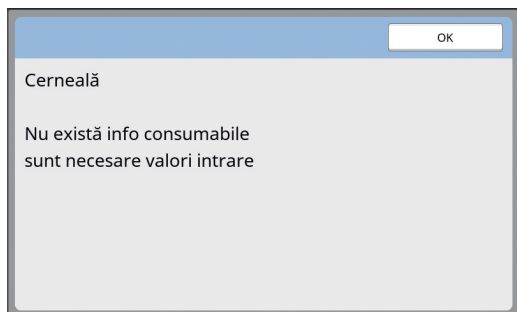 OK
Cerneală
Nu există info consumabile
sunt necesare valori intrare